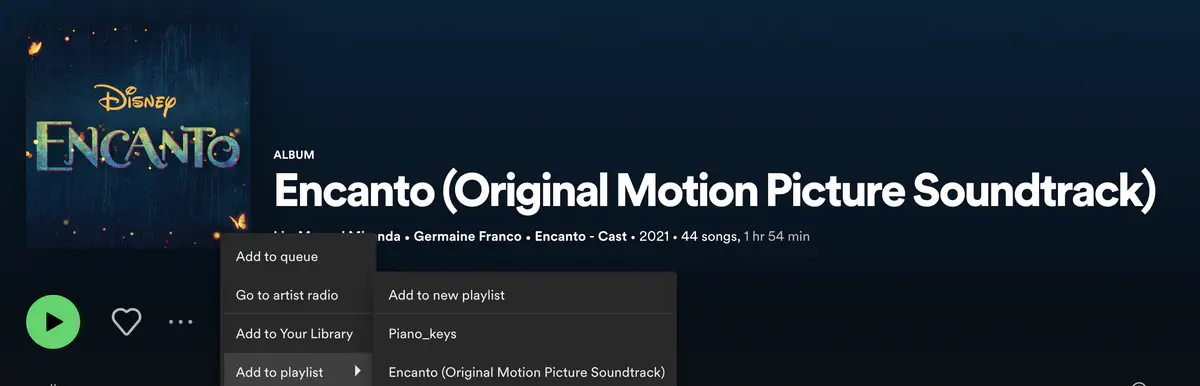 Disney
ENCANTO
ALBUM
Encanto (Original Motion Picture Soundtrack)
Miranda • Germaine Franco • Encanto - Cast • 2021 • 44 songs, 1 hr 54 min
Add to queue
Go to artist radio
Add to Your Library
Add to playlist
Add to new playlist
Piano_keys
Encanto (Original Motion Picture Soundtrack)